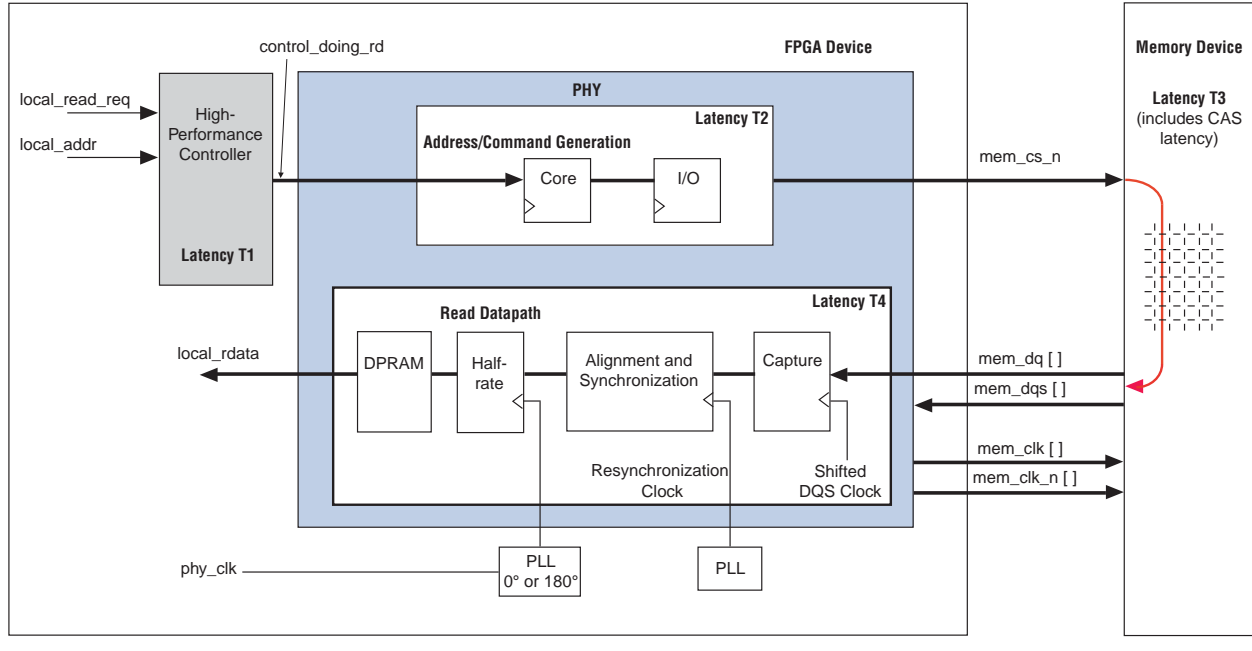 control_doing_rd
FPGA Device
Memory Device
PHY
local_read_req
High-
Performance
Controller
local_addr
Latency T1
Latency T2
Address/Command Generation
Core
I/O
mem_cs_n
Latency T3
(includes CAS
latency)
Latency T4
Read Datapath
local_rdata
DPRAM
Half-
rate
Alignment and
Synchronization
Capture
mem_dq [ ]
mem_dqs [ ]
mem_clk [ ]
mem_clk_n [ ]
Resynchronization
Clock
Shifted
DQS Clock
phy_clk
PLL
0° or 180°
PLL